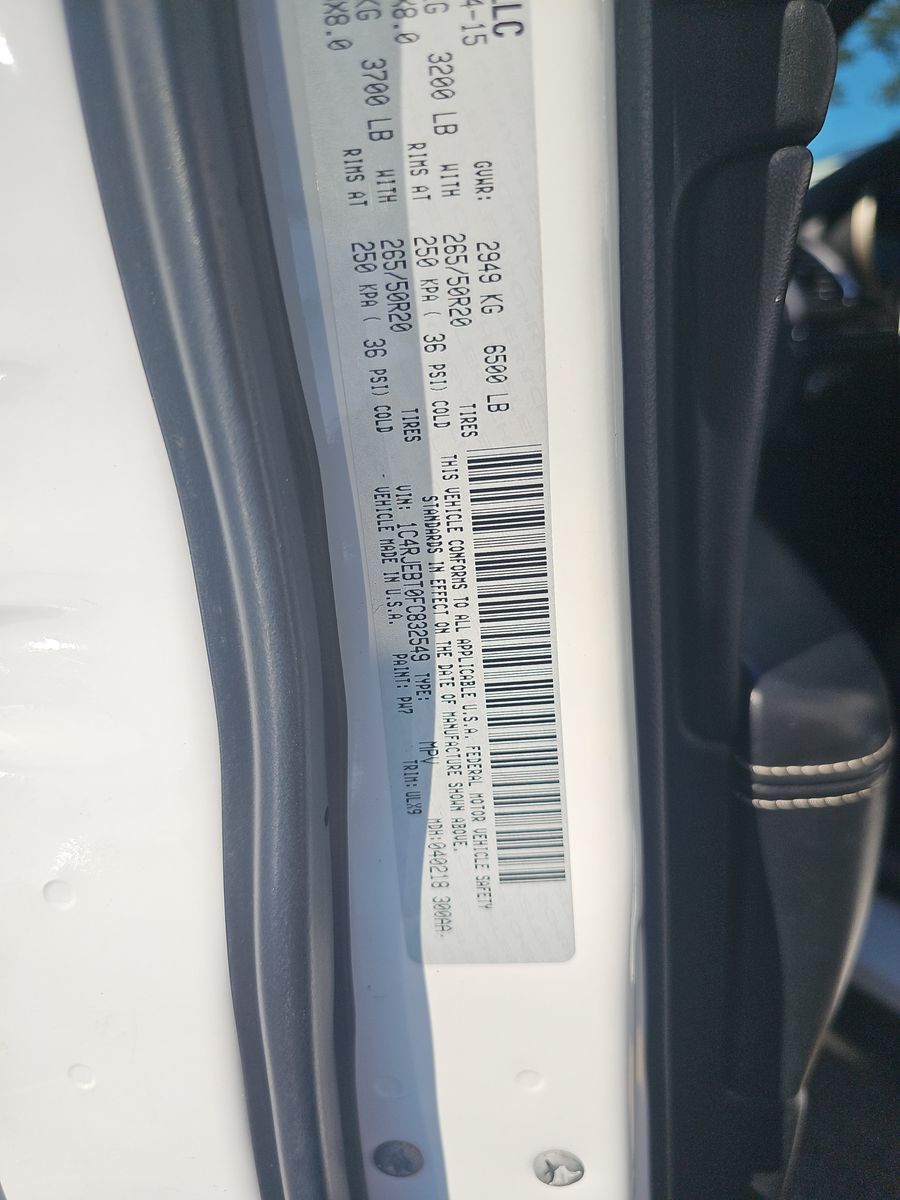 LLC
4-15 GVWR: 2949 KG 6500 LB
KG 3200 LB WITH 265/50R20 TIRES
X8.0 RIMS AT 250 KPA ( 36 PSI) COLD
KG 3700 LB WITH 265/50R20 TIRES
X8.0 RIMS AT 250 KPA ( 36 PSI) COLD
THIS VEHICLE CONFORMS TO ALL APPLICABLE U.S.A. FEDERAL MOTOR VEHICLE SAFETY
STANDARDS IN EFFECT ON THE DATE OF MANUFACTURE SHOWN ABOVE.
VIN: 1C4RJEBT0FC832549 TYPE: MPV MDH:040218 300AA
- VEHICLE MADE IN U.S.A. PAINT: PW7 TRIM: ULX9